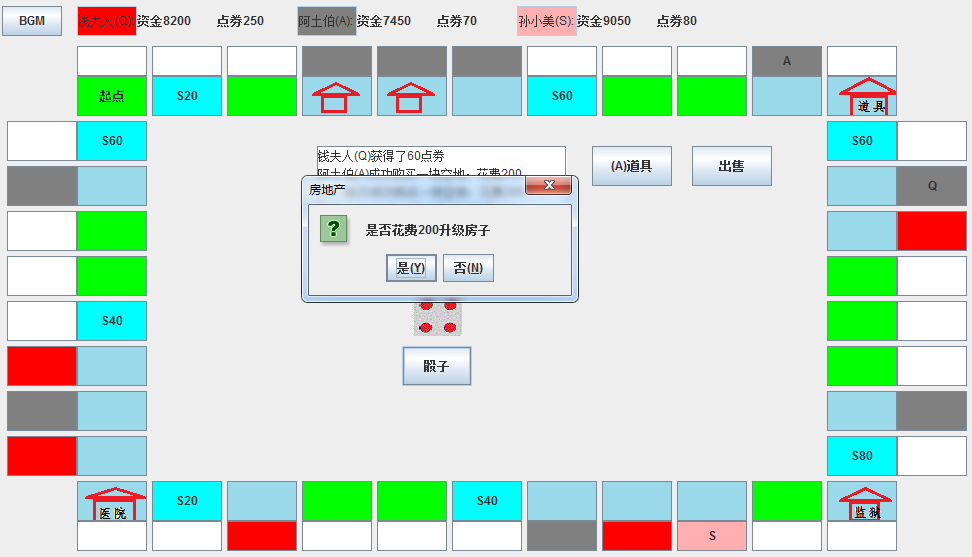 BGM 钱夫人(Q): 资金8200 点券250 阿土伯(A): 资金7450 点券70 孙小美(S): 资金9050 点券80
A
起点 S20 S60 道具
S60 S60
钱夫人(Q)获得了60点券
阿土伯(A)成功购买一块空地，花费200
(A)道具 出售
房地产
Q
是否花费200升级房子
是(Y) 否(N)
S40
骰子
S80
医院 S20 S40 监狱
S